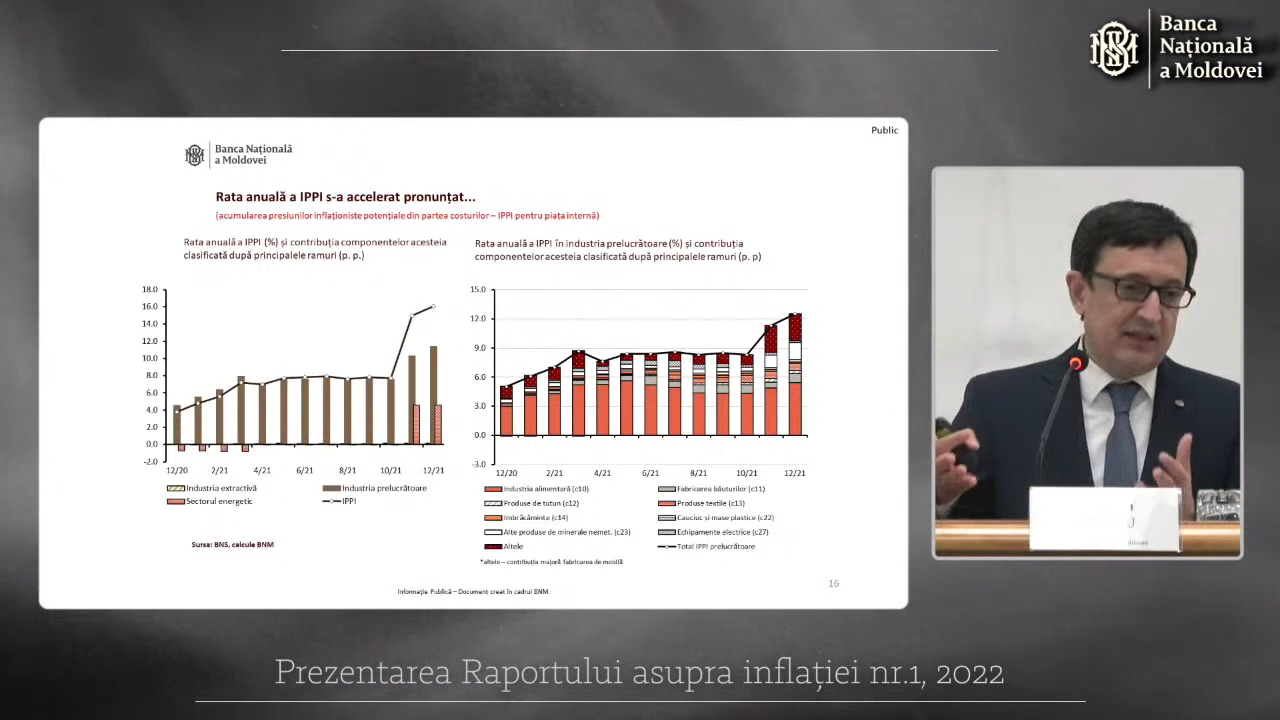 Banca
Națională
a Moldovei
Public
Banca Națională
a Moldovei
Rata anuală a IPPI s-a accelerat pronunțat...
(acumularea presiunilor inflaționiste potențiale din partea costurilor – IPPI pentru piața internă)
Rata anuală a IPPI (%) și contribuția componentelor acesteia
clasificată după principalele ramuri (p. p.)
18.0
16.0
14.0
12.0
10.0
8.0
6.0
4.0
2.0
0.0
-2.0
12/20 2/21 4/21 6/21 8/21 10/21 12/21
Industria extractivă Industria prelucrătoare
Sectorul energetic IPPI
Sursa: BNS, calcule BNM
Rata anuală a IPPI în industria prelucrătoare (%) și contribuția
componentelor acesteia clasificată după principalele ramuri (p. p)
15.0
12.0
9.0
6.0
3.0
0.0
-3.0
12/20 2/21 4/21 6/21 8/21 10/21 12/21
Industria alimentară (c10) Fabricarea băuturilor (c11)
Produse de tutun (c12) Produse textile (c13)
Imbrăcăminte (c14) Cauciuc și mase plastice (c22)
Alte produse de minerale nemet. (c23) Echipamente electrice (c27)
Altele Total IPPI prelucrătoare
*altele – contribuția majoră fabricarea de mobilă
16
Informație Publică – Document creat în cadrul BNM.
Prezentarea Raportului asupra inflației nr.1, 2022